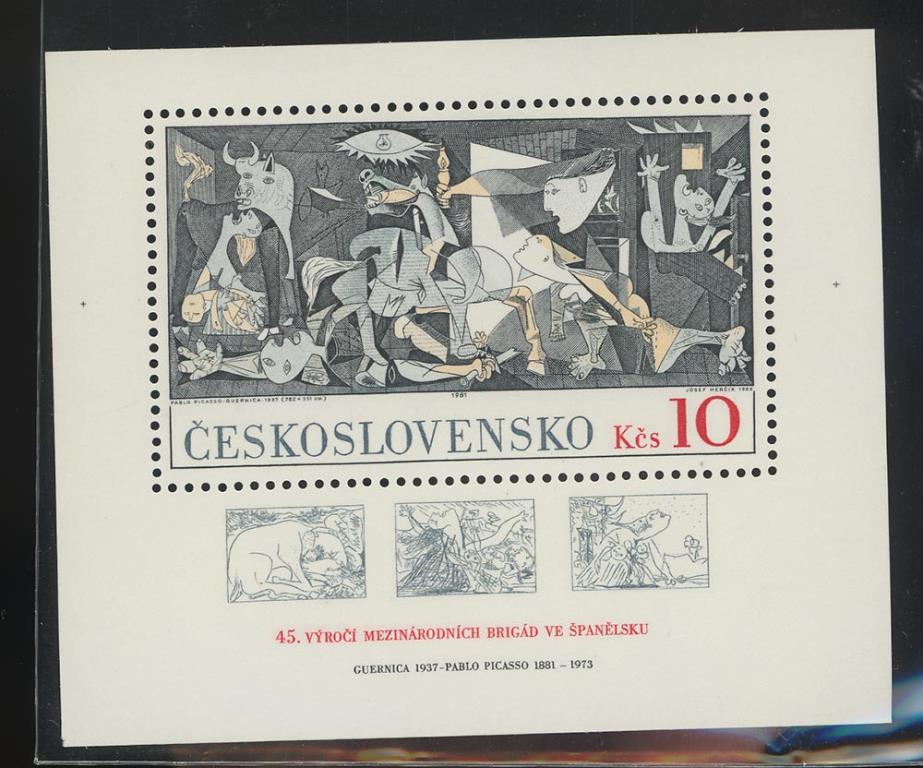 PABLO PICASSO-GUERNICA-1937 (782 × 351 cm)
1981
JOSEF HERČÍK 1966
ČESKOSLOVENSKO Kčs 10
45. VÝROČÍ MEZINÁRODNÍCH BRIGÁD VE ŠPANĚLSKU
GUERNICA 1937-PABLO PICASSO 1881 – 1973